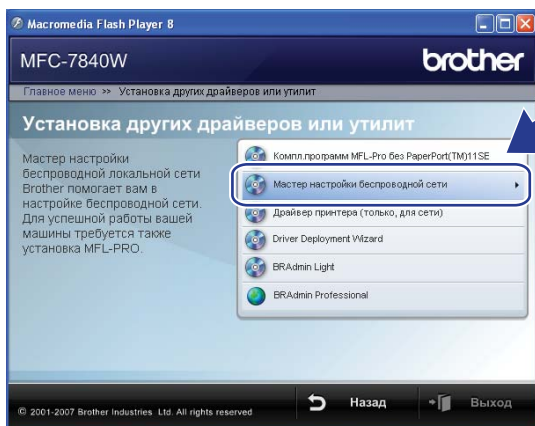 Macromedia Flash Player 8
MFC-7840W
brother
Главное меню >> Установка других драйверов или утилит
Установка других драйверов или утилит
Мастер настройки
беспроводной локальной сети
Brother помогает вам в
настройке беспроводной сети.
Для успешной работы вашей
машины требуется также
установка MFL-PRO.
Компл.программ MFL-Pro без PaperPort(TM)11SE
Мастер настройки беспроводной сети
Драйвер принтера (только, для сети)
Driver Deployment Wizard
BRAdmin Light
BRAdmin Professional
© 2001-2007 Brother Industries Ltd. All rights reserved
Назад
Выход